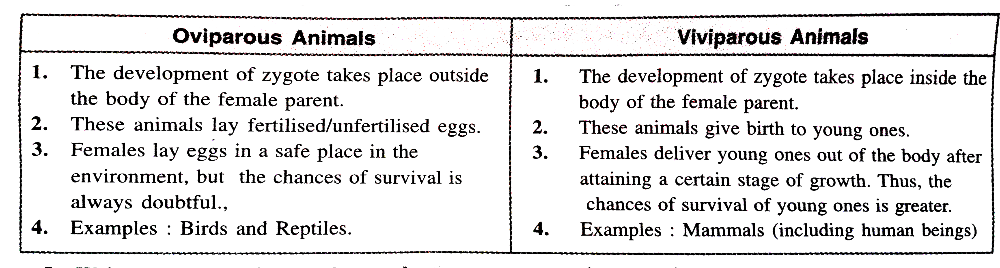 Oviparous Animals
Viviparous Animals
1. The development of zygote takes place outside
the body of the female parent.
2. These animals lay fertilised/unfertilised eggs.
3. Females lay eggs in a safe place in the
environment, but the chances of survival is
always doubtful.,
4. Examples : Birds and Reptiles.
1. The development of zygote takes place inside the
body of the female parent.
2. These animals give birth to young ones.
3. Females deliver young ones out of the body after
attaining a certain stage of growth. Thus, the
chances of survival of young ones is greater.
4. Examples : Mammals (including human beings)